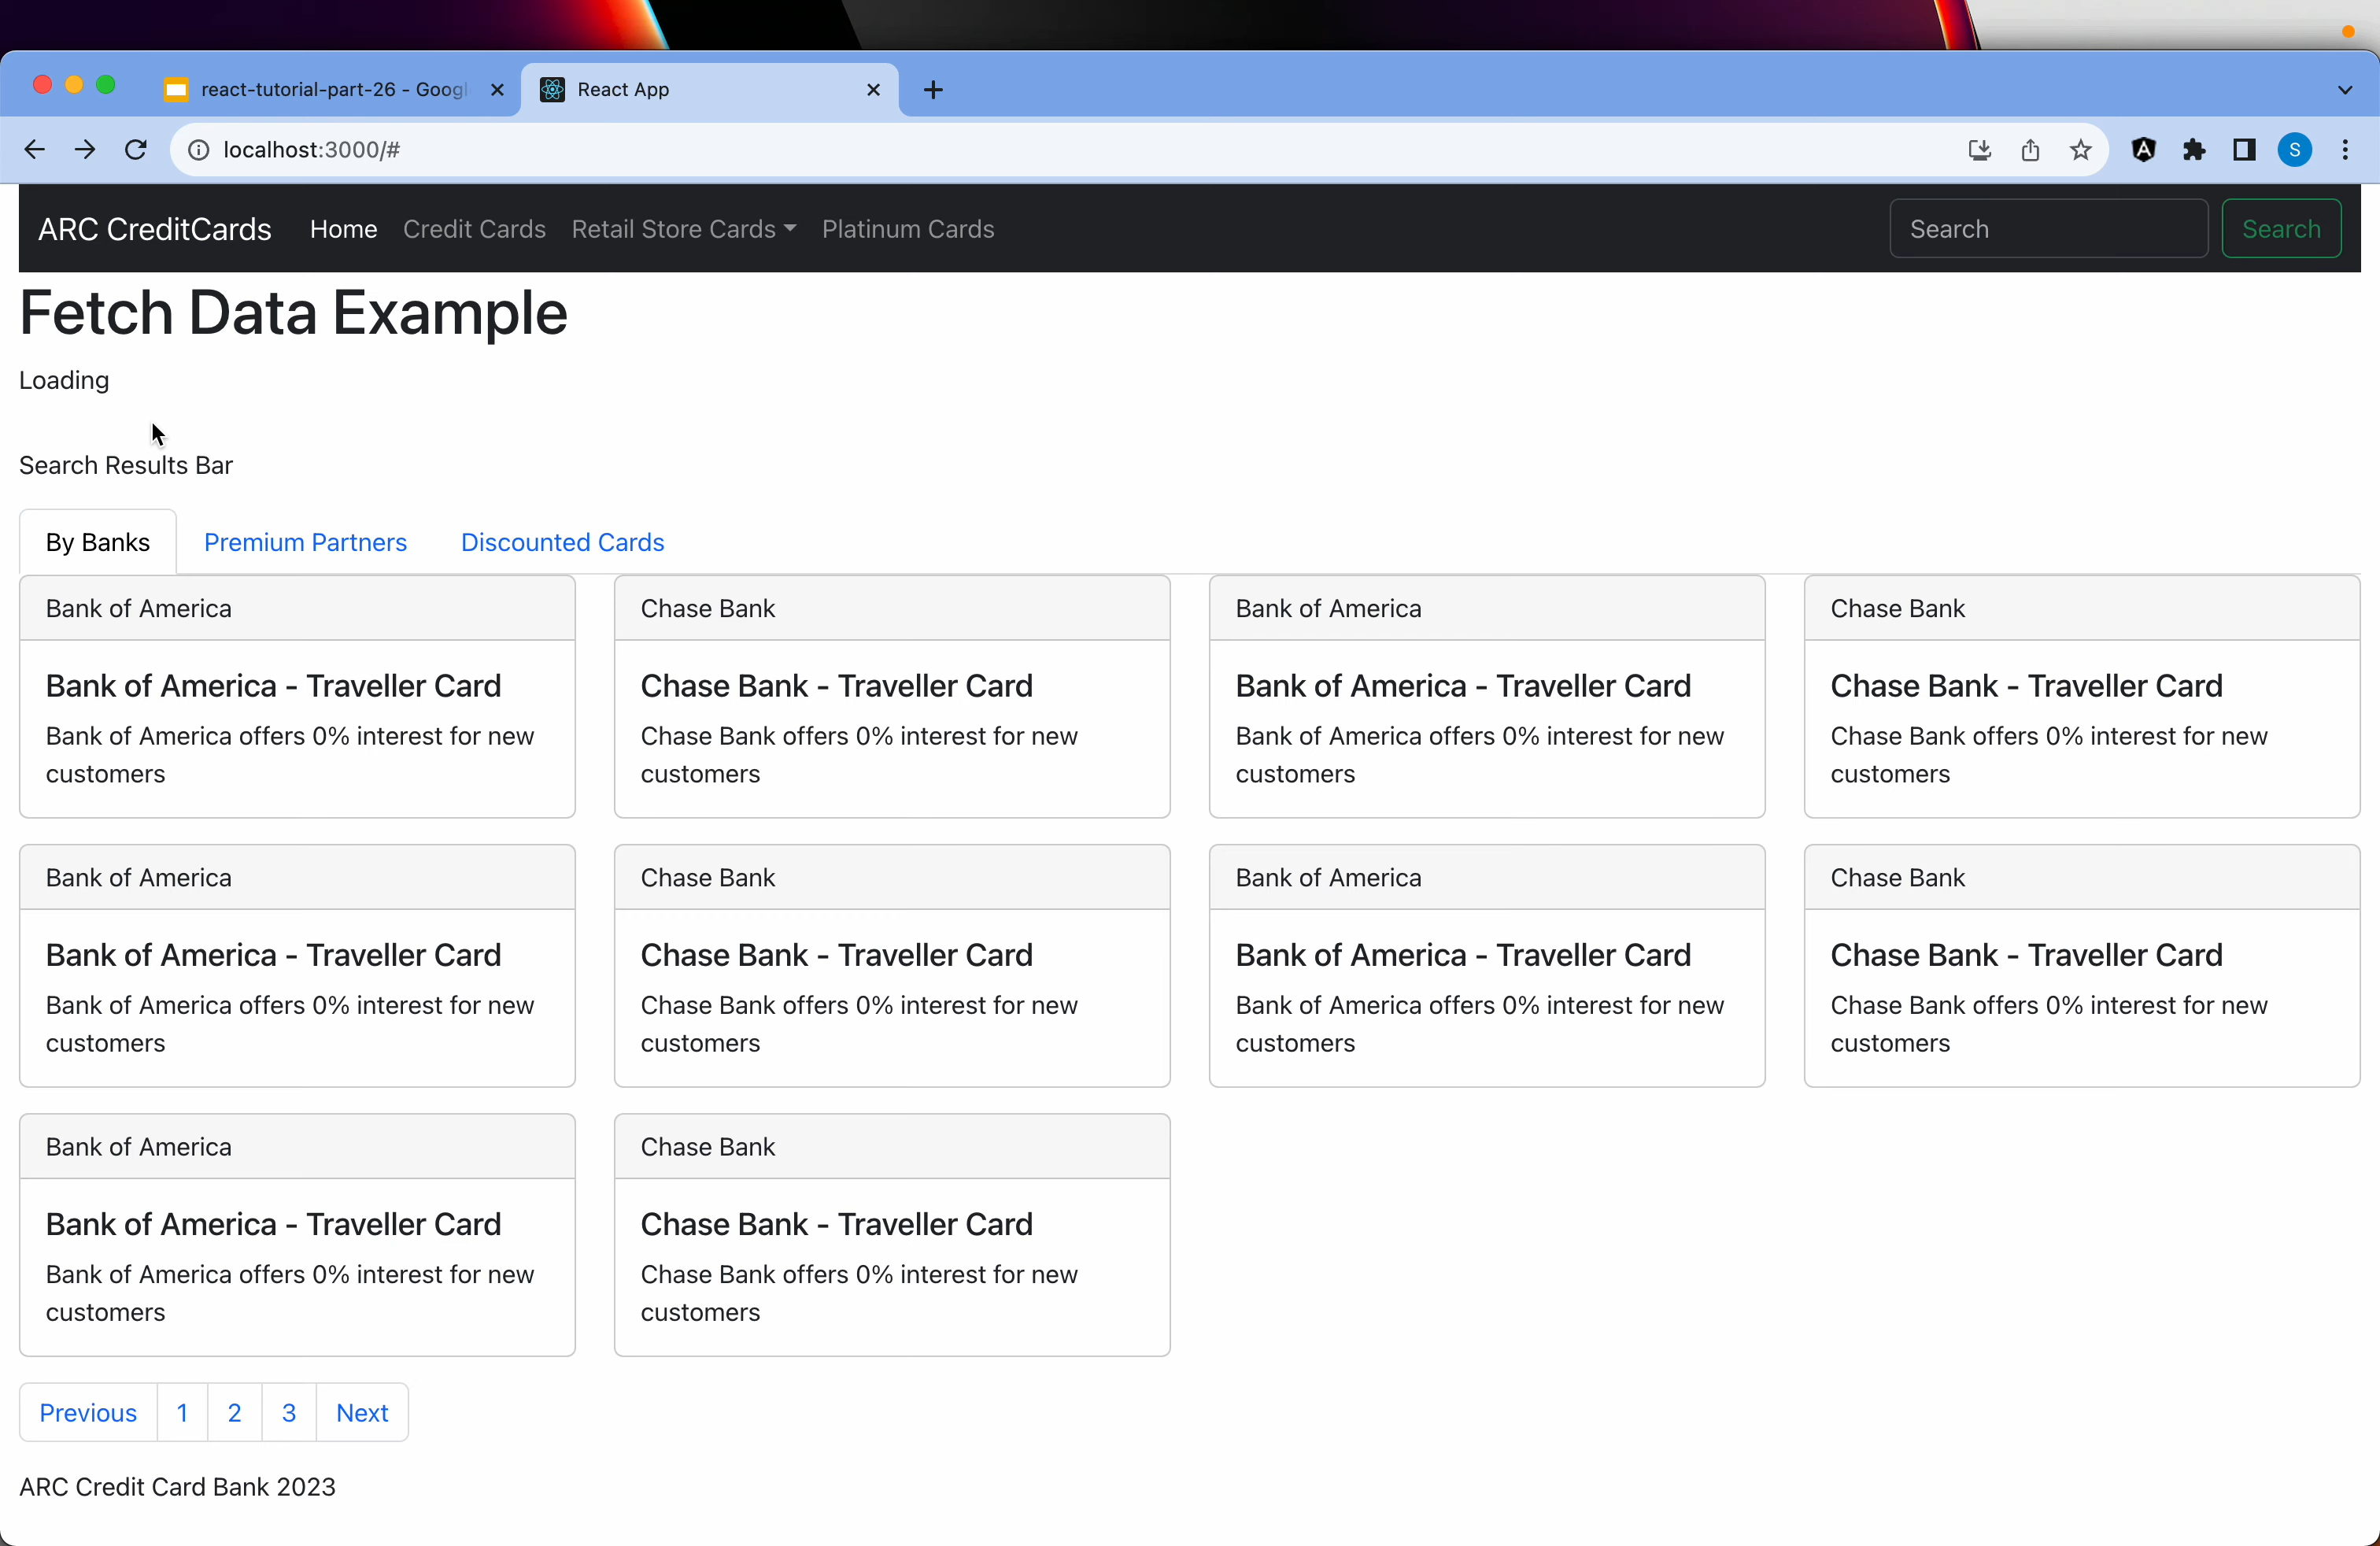 react-tutorial-part-26 - Googl
React App
localhost:3000/#
S
ARC CreditCards
Home
Credit Cards
Retail Store Cards
Platinum Cards
Search
Search
Fetch Data Example
Loading
Search Results Bar
By Banks
Premium Partners
Discounted Cards
Bank of America
Bank of America - Traveller Card
Bank of America offers 0% interest for new
customers
Chase Bank
Chase Bank - Traveller Card
Chase Bank offers 0% interest for new
customers
Bank of America
Bank of America - Traveller Card
Bank of America offers 0% interest for new
customers
Chase Bank
Chase Bank - Traveller Card
Chase Bank offers 0% interest for new
customers
Bank of America
Bank of America - Traveller Card
Bank of America offers 0% interest for new
customers
Chase Bank
Chase Bank - Traveller Card
Chase Bank offers 0% interest for new
customers
Bank of America
Bank of America - Traveller Card
Bank of America offers 0% interest for new
customers
Chase Bank
Chase Bank - Traveller Card
Chase Bank offers 0% interest for new
customers
Bank of America
Bank of America - Traveller Card
Bank of America offers 0% interest for new
customers
Chase Bank
Chase Bank - Traveller Card
Chase Bank offers 0% interest for new
customers
Previous 1 2 3 Next
ARC Credit Card Bank 2023